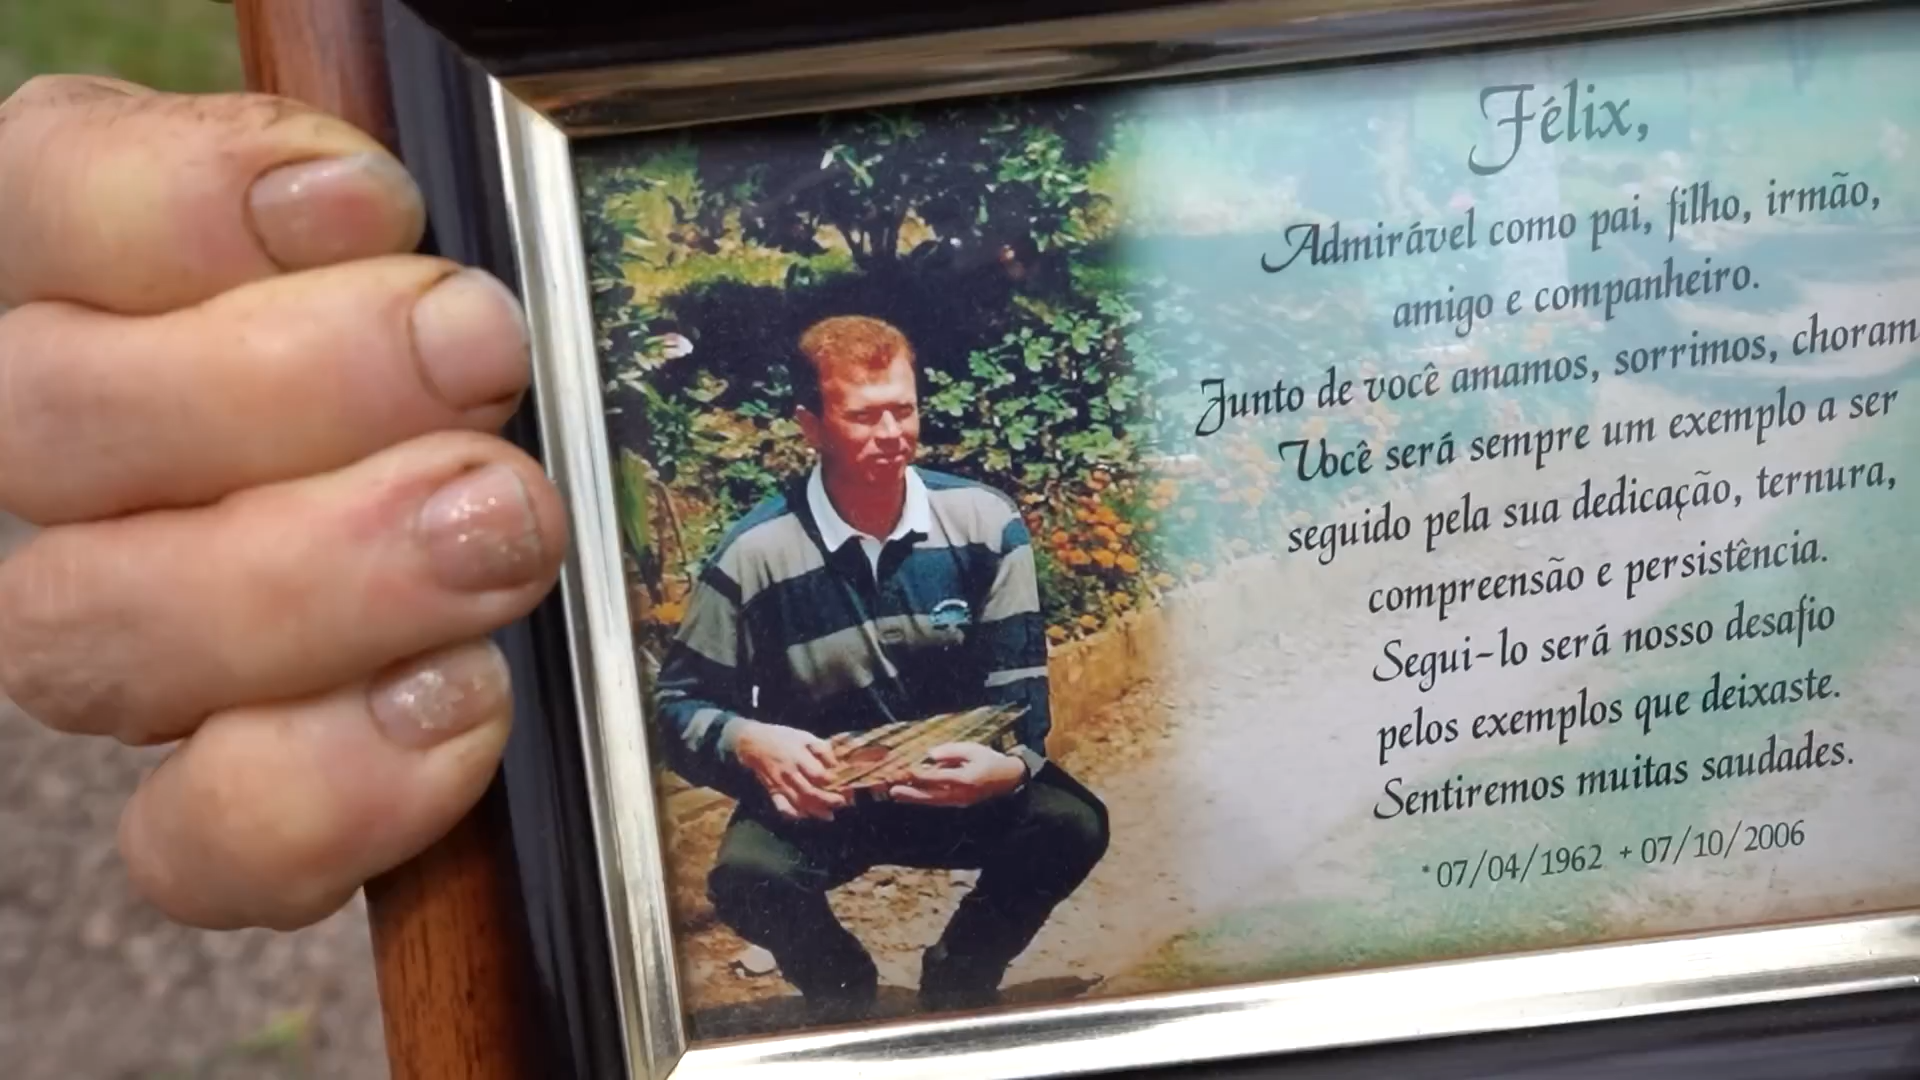 Félix,
Admirável como pai, filho, irmão,
amigo e companheiro.
Junto de você amamos, sorrimos, choram
Você será sempre um exemplo a ser
seguido pela sua dedicação, ternura,
compreensão e persistência.
Segui-lo será nosso desafio
pelos exemplos que deixaste.
Sentiremos muitas saudades.
* 07/04/1962 + 07/10/2006